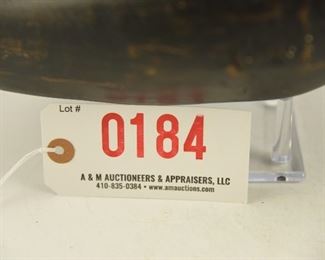 Lot #
0184
A & M AUCTIONEERS & APPRAISERS, LLC
410-835-0384 • www.amauctions.com